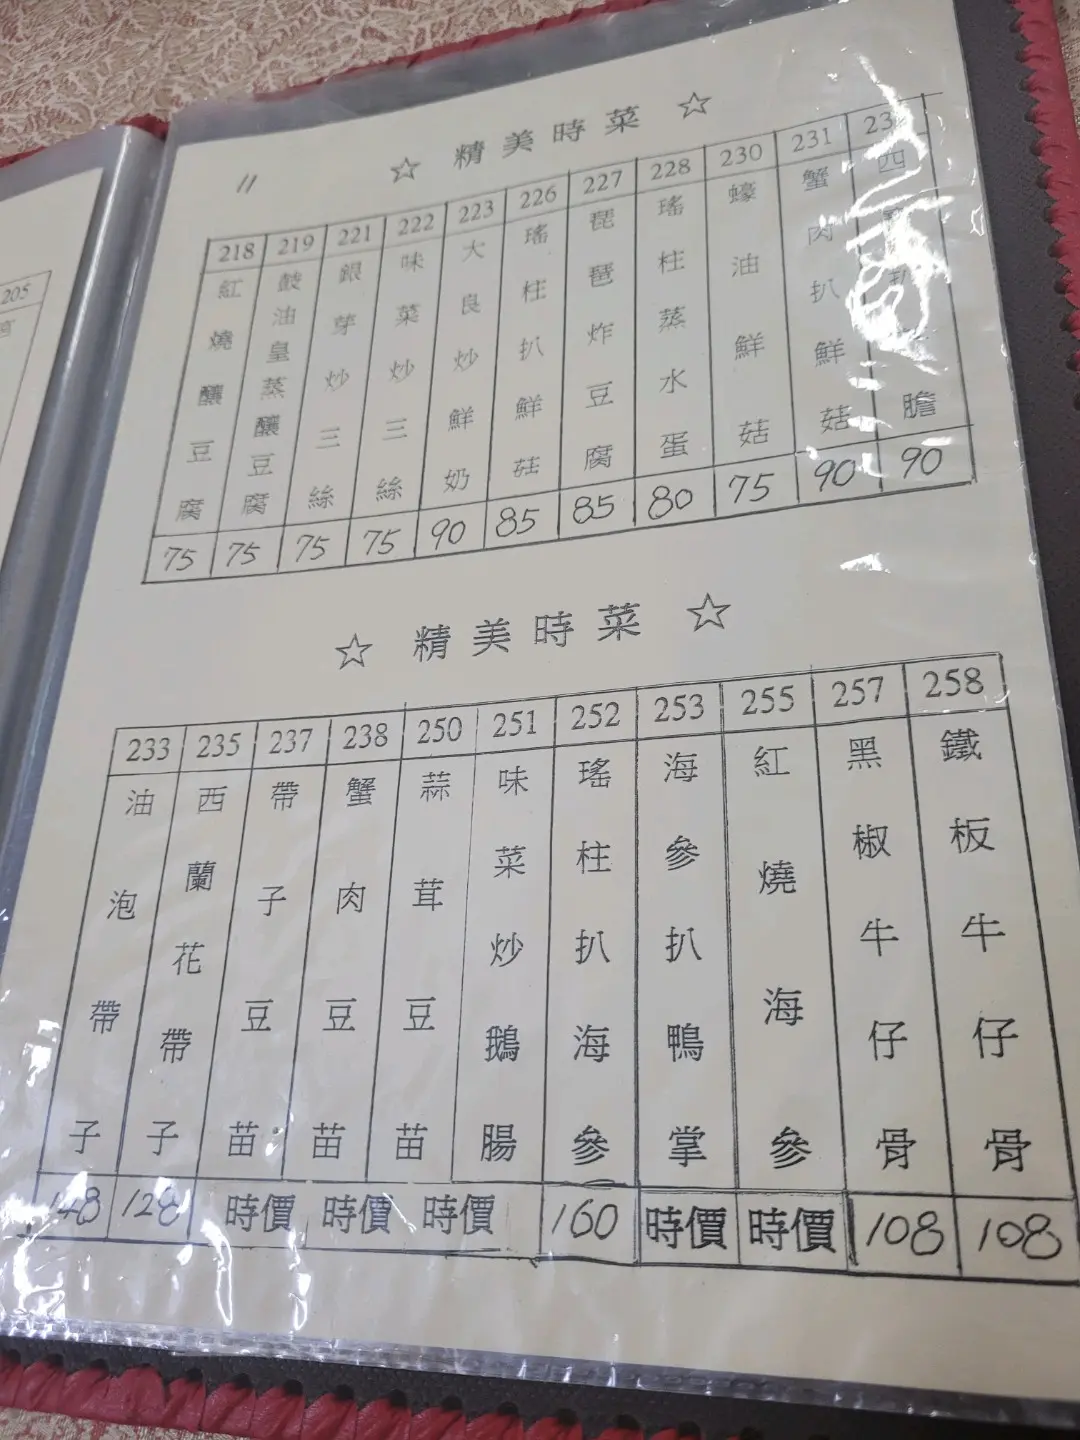 205
11
☆ 精美時菜 ☆
218 219 221 222 223 226 227 228 230 231
紅燒釀豆腐
鼓油皇蒸釀豆腐
銀芽炒三絲
味菜炒三絲
大良炒鮮奶
瑤柱扒鮮菇
琵琶炸豆腐
瑤柱蒸水蛋
蠔油鮮菇
蟹肉扒鮮菇
西 膽
75 75 75 75 90 85 85 80 75 90 90
☆ 精美時菜 ☆
233 235 237 238 250 251 252 253 255 257 258
油泡帶子
西蘭花帶子
帶子豆苗
蟹肉豆苗
蒜茸豆苗
味菜炒鵝腸
瑤柱扒海參
海參扒鴨掌
紅燒海參
黑椒牛仔骨
鐵板牛仔骨
148 128 時價 時價 時價 160 時價 時價 108 108